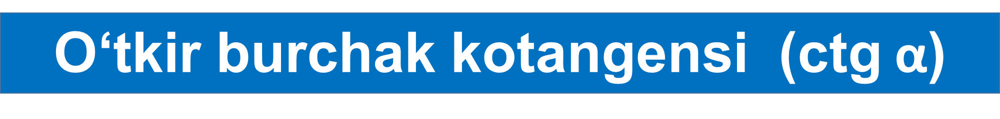 O‘tkir burchak kotangensi (ctg α)